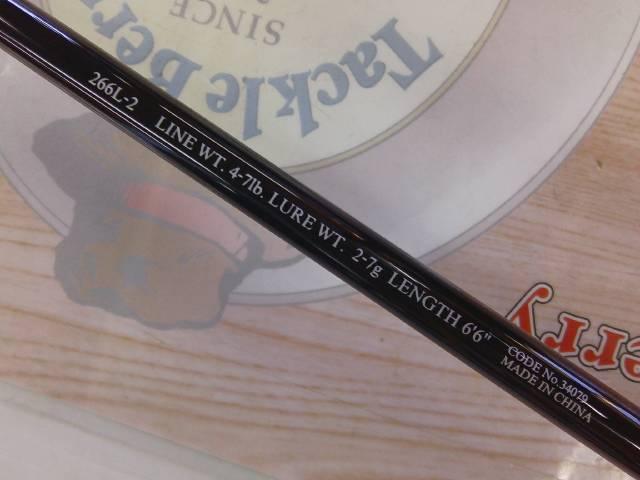 SINCE
Tackle Berry
266L-2 LINE WT. 4-7lb. LURE WT. 2-7g LENGTH 6'6"
CODE No.34079
MADE IN CHINA
erry